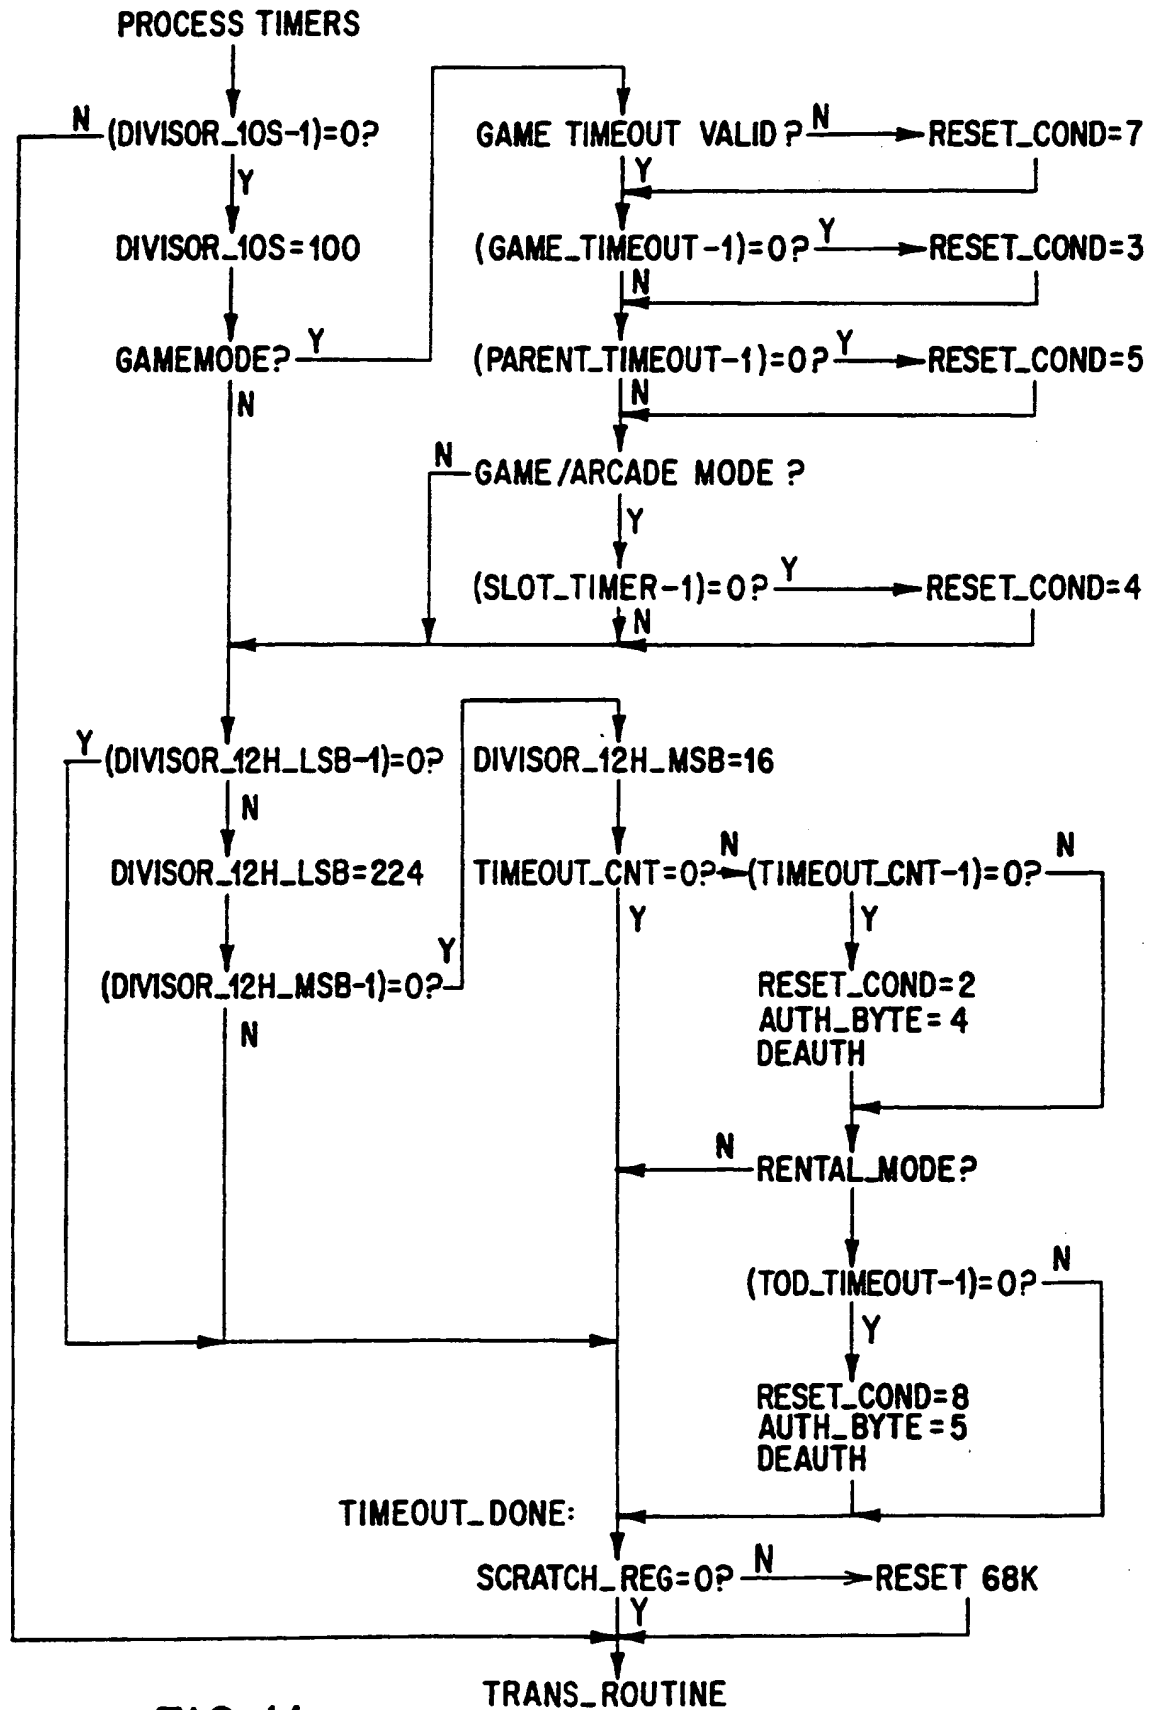 PROCESS TIMERS
N
(DIVISOR_10S-1)=0?
Y
DIVISOR_10S=100
GAMEMODE?
Y
N
GAME TIMEOUT VALID?
N
RESET_COND=7
Y
(GAME_TIMEOUT-1)=0?
Y
RESET_COND=3
N
(PARENT_TIMEOUT-1)=0?
Y
RESET_COND=5
N
N
GAME/ARCADE MODE ?
Y
(SLOT_TIMER-1)=0?
Y
RESET_COND=4
N
Y
(DIVISOR_12H_LSB-1)=0?
N
DIVISOR_12H_LSB=224
(DIVISOR_12H_MSB-1)=0?
Y
N
DIVISOR_12H_MSB=16
TIMEOUT_CNT=0?
N
(TIMEOUT_CNT-1)=0?
N
Y
Y
RESET_COND=2
AUTH_BYTE=4
DEAUTH
N
RENTAL_MODE?
(TOD_TIMEOUT-1)=0?
N
Y
RESET_COND=8
AUTH_BYTE=5
DEAUTH
TIMEOUT_DONE:
SCRATCH_REG=0?
N
RESET 68K
Y
TRANS_ROUTINE